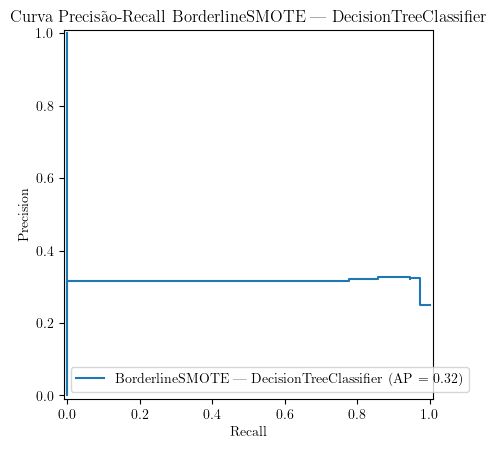 Curva Precisão-Recall BorderlineSMOTE — DecisionTreeClassifier
1.0
0.8
0.6
0.4
0.2
0.0
Precision
BorderlineSMOTE — DecisionTreeClassifier (AP = 0.32)
0.0 0.2 0.4 0.6 0.8 1.0
Recall